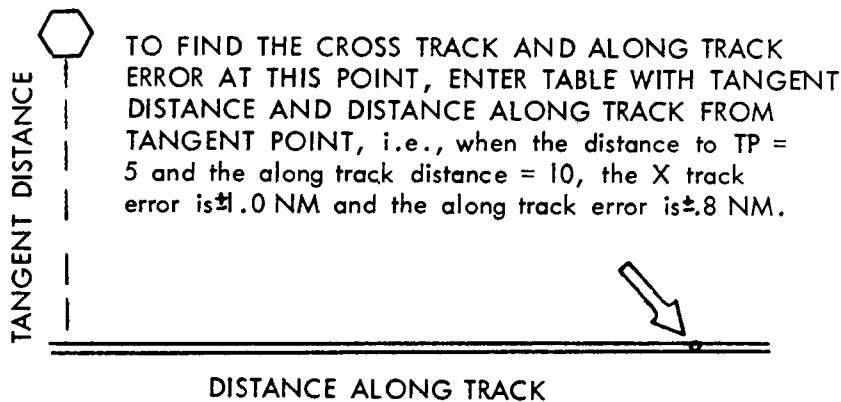 TO FIND THE CROSS TRACK AND ALONG TRACK
ERROR AT THIS POINT, ENTER TABLE WITH TANGENT
DISTANCE AND DISTANCE ALONG TRACK FROM
TANGENT POINT, i.e., when the distance to TP =
5 and the along track distance = 10, the X track
error is ±1.0 NM and the along track error is ±.8 NM.
TANGENT DISTANCE
DISTANCE ALONG TRACK